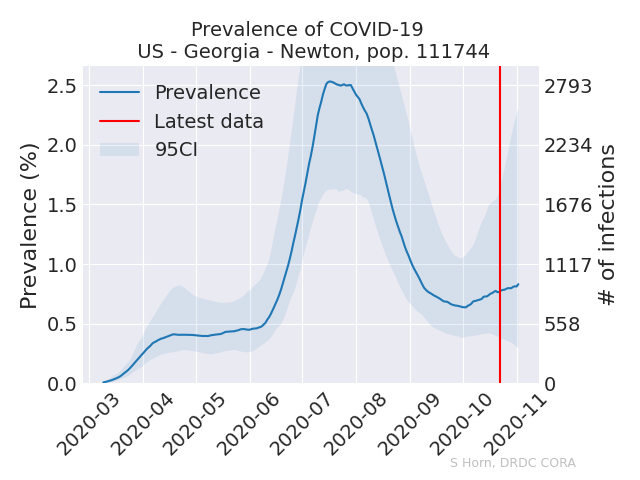 Prevalence of COVID-19
US - Georgia - Newton, pop. 111744
Prevalence
Latest data
95CI
Prevalence (%)
2.5
2.0
1.5
1.0
0.5
0.0
2793
2234
1676
1117
558
0
# of infections
2020-03
2020-04
2020-05
2020-06
2020-07
2020-08
2020-09
2020-10
2020-11
S Horn, DRDC CORA